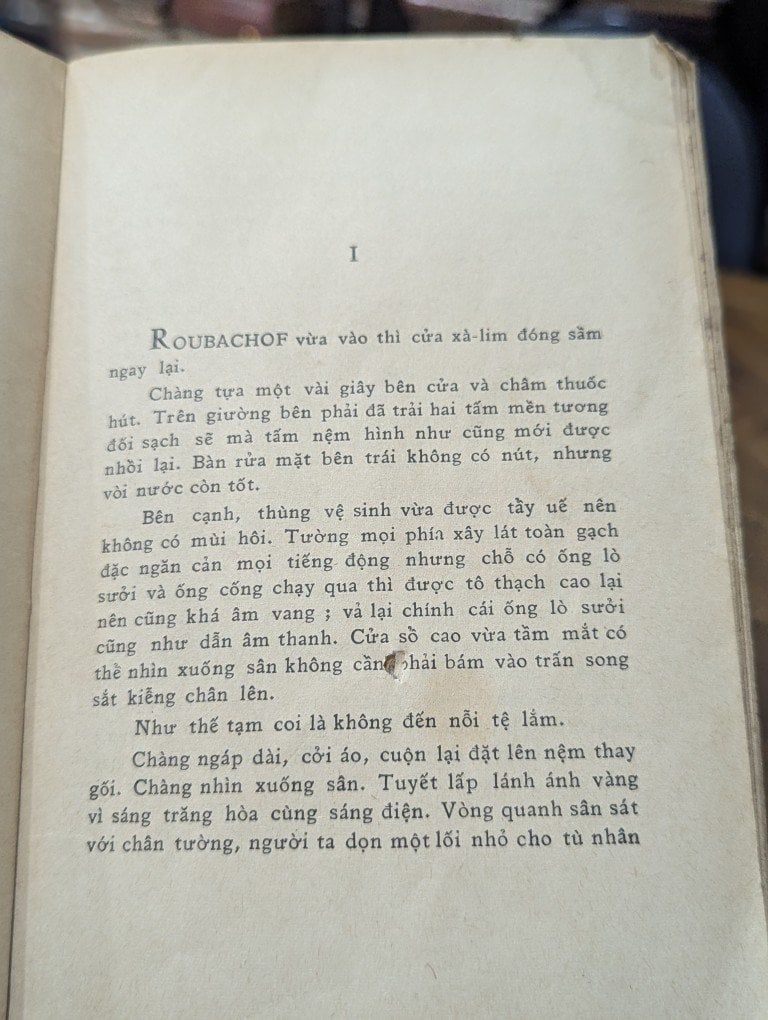 I
ROUBACHOF vừa vào thì cửa xà-lim đóng sầm
ngay lại.
Chàng tựa một vài giây bên cửa và châm thuốc
hút. Trên giường bên phải đã trải hai tấm mền tương
đối sạch sẽ mà tấm nệm hình như cũng mới được
nhồi lại. Bàn rửa mặt bên trái không có nút, nhưng
vòi nước còn tốt.
Bên cạnh, thùng vệ sinh vừa được tầy uế nên
không có mùi hôi. Tường mọi phía xây lát toàn gạch
đặc ngăn cản mọi tiếng động nhưng chỗ có ống lò
sưởi và ống cống chạy qua thì được tô thạch cao lại
nên cũng khá âm vang ; vả lại chính cái ống lò sưởi
cũng như dẫn âm thanh. Cửa sồ cao vừa tầm mắt có
thề nhìn xuống sân không cần phải bám vào trấn song
sắt kiễng chân lên.
Như thế tạm coi là không đến nỗi tệ lắm.
Chàng ngáp dài, cởi áo, cuộn lại đặt lên nệm thay
gối. Chàng nhìn xuống sân. Tuyết lấp lánh ánh vàng
vì sáng trăng hòa cùng sáng điện. Vòng quanh sân sát
với chân tường, người ta dọn một lối nhỏ cho tù nhân